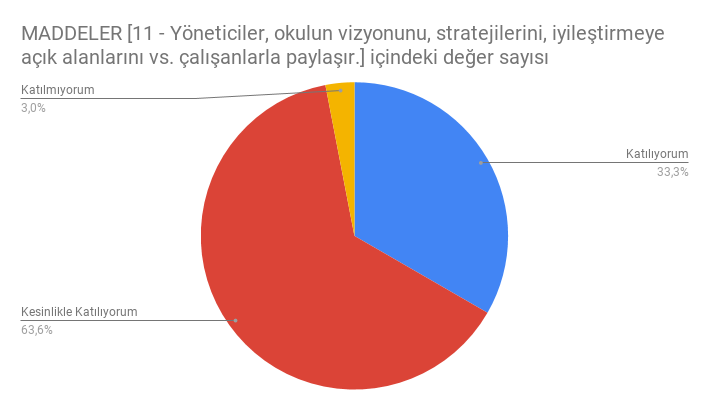 MADDELER [11 - Yöneticiler, okulun vizyonunu, stratejilerini, iyileştirmeye
açık alanlarını vs. çalışanlarla paylaşır.] içindeki değer sayısı
Katılmıyorum
3,0%
Katılıyorum
33,3%
Kesinlikle Katılıyorum
63,6%